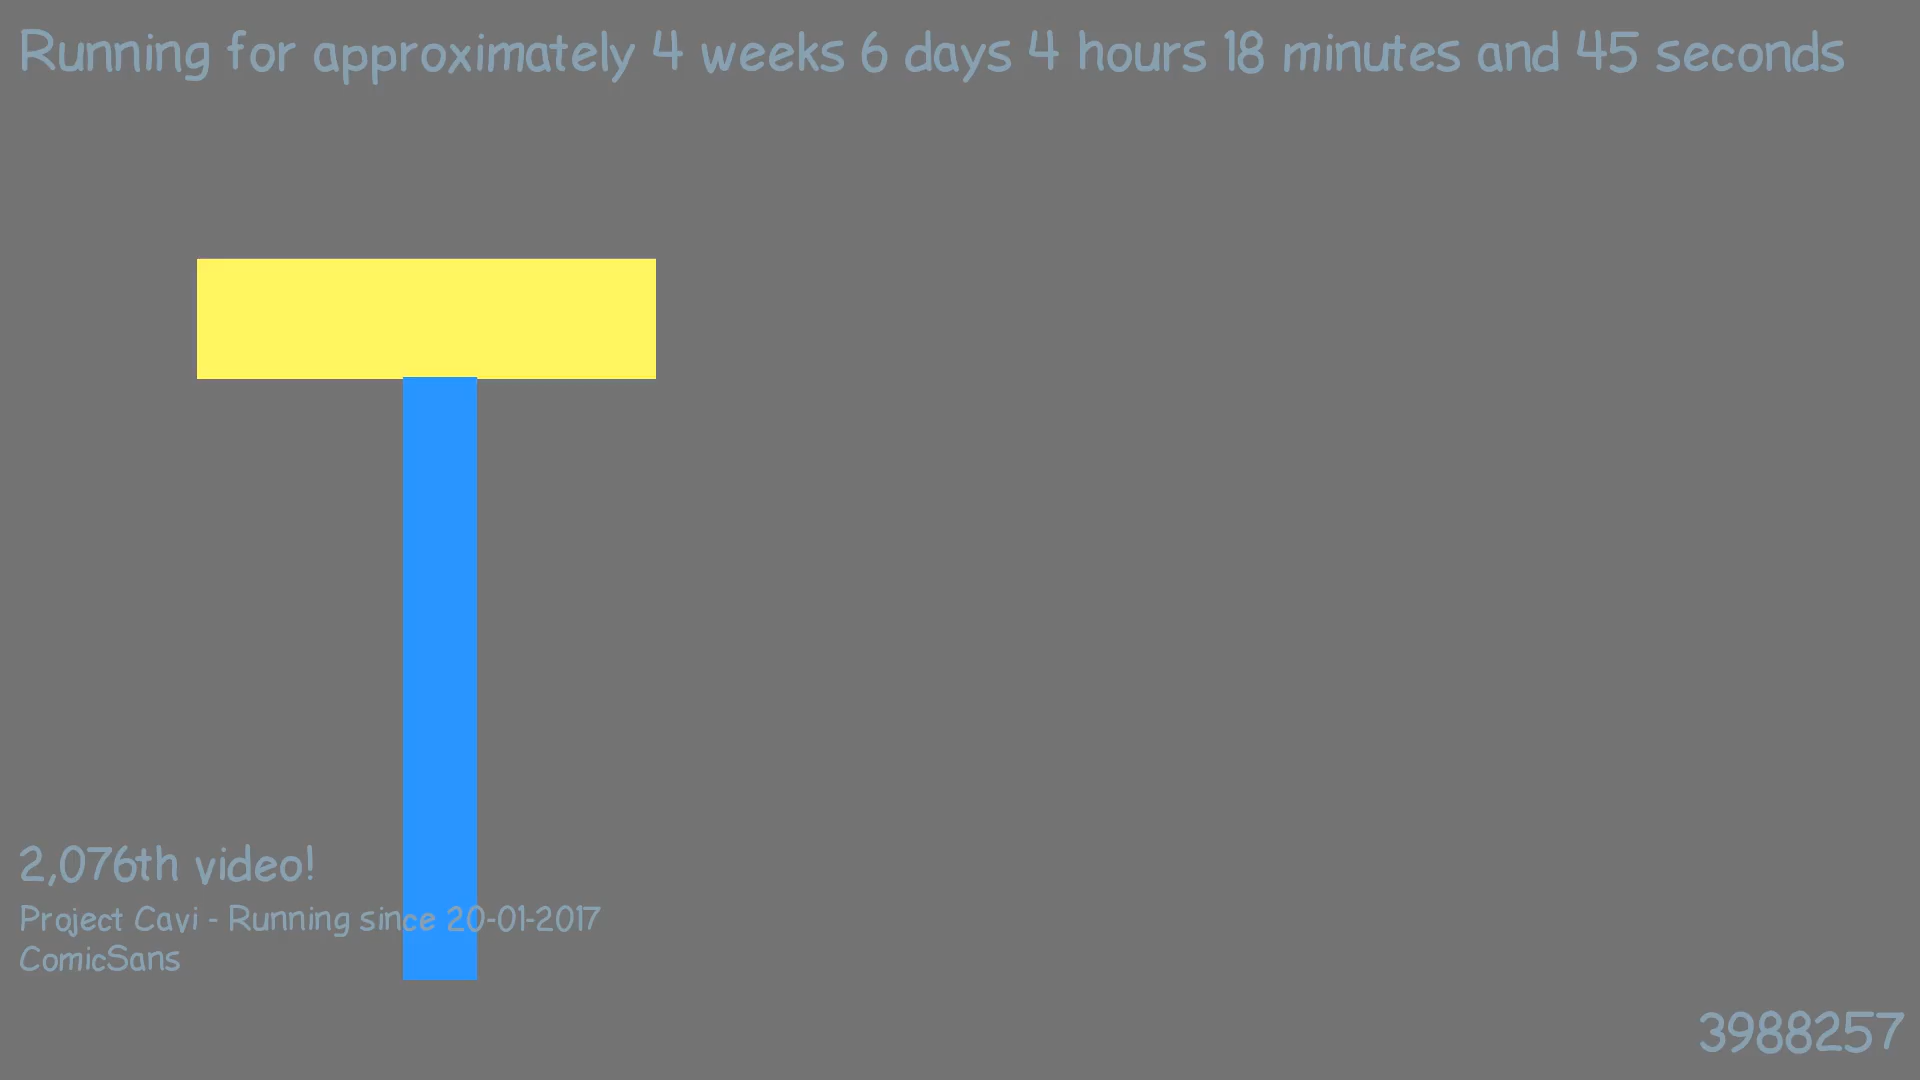 Running for approximately 4 weeks 6 days 4 hours 18 minutes and 45 seconds
2,076th video!
Project Cavi - Running since 20-01-2017
ComicSans
3988257